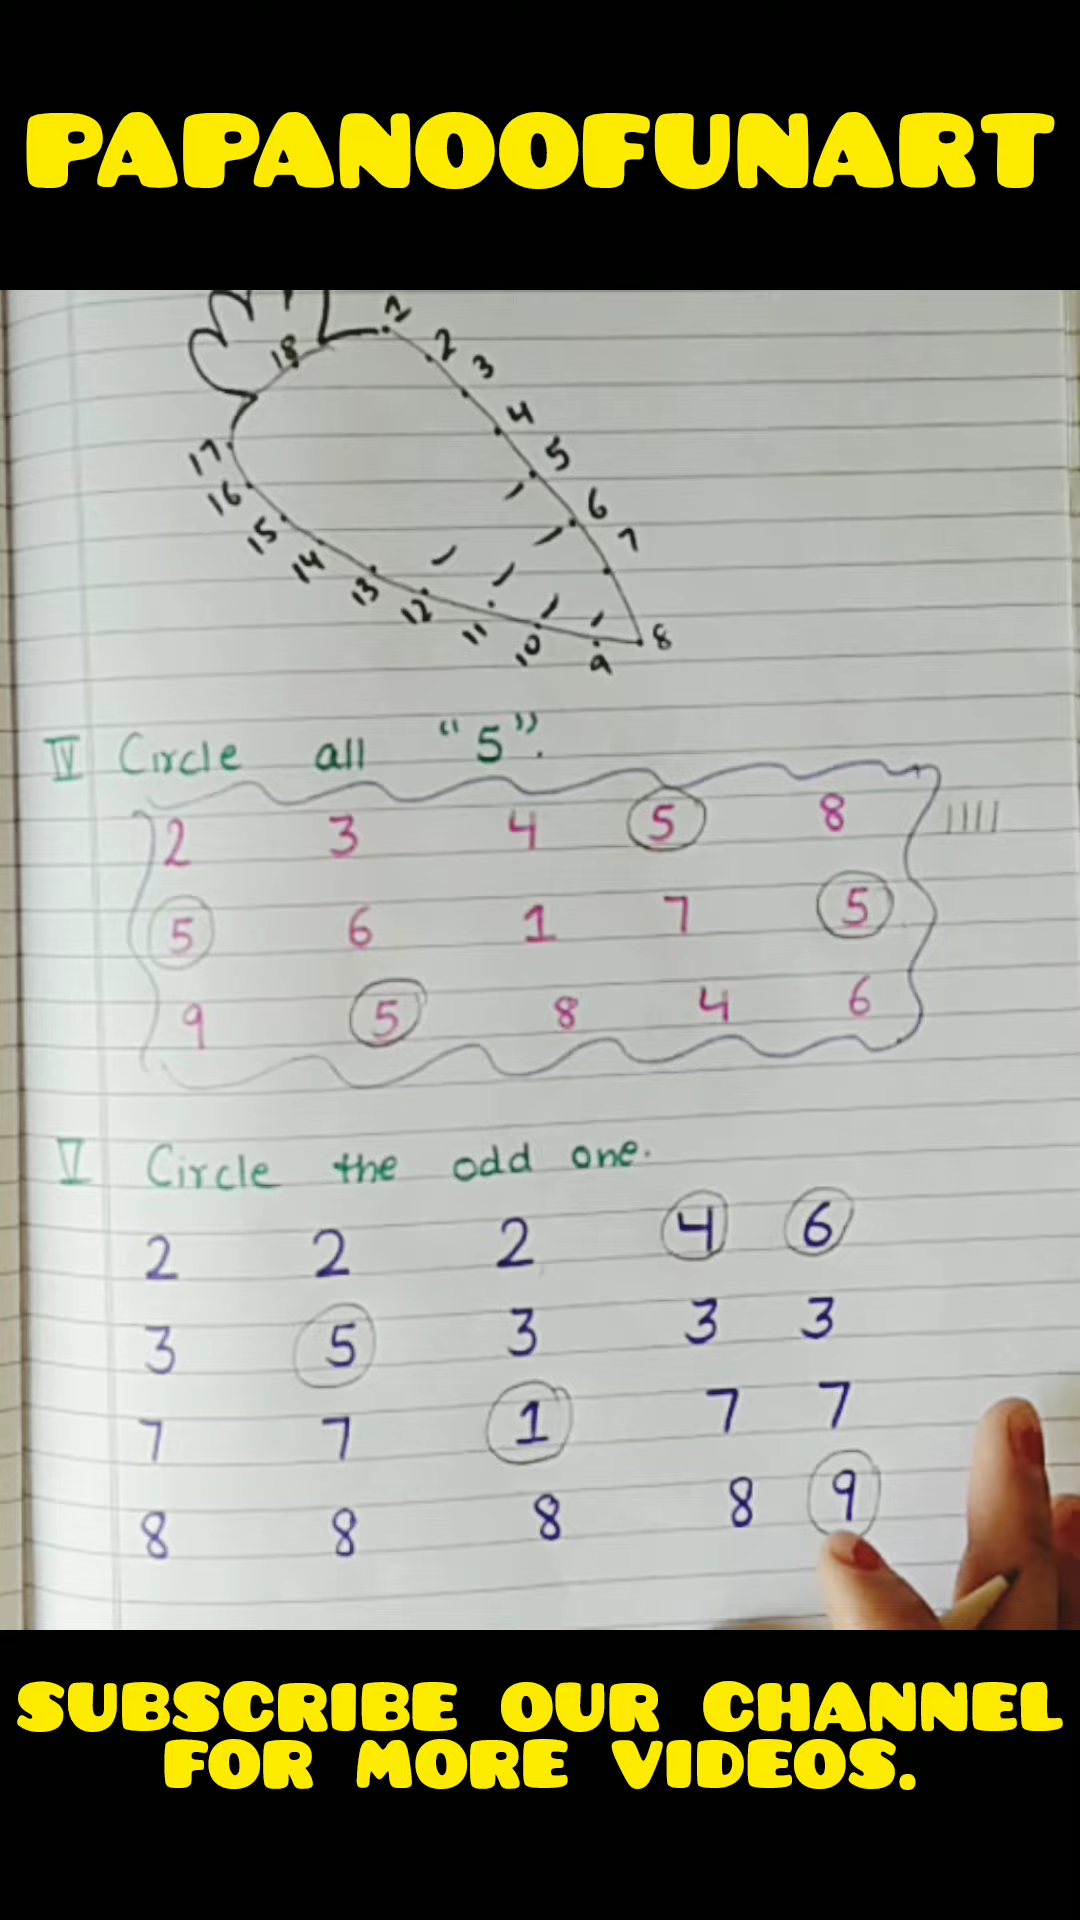 PAPANOOFUNART
1
2
3
4
5
6
7
8
9
10
11
12
13
14
15
16
17
18
IV Circle all "5".
2 3 4 5 8
5 6 1 7 5
9 5 8 4 6
V Circle the odd one.
2 2 2 4 6
3 5 3 3 3
7 7 1 7 7
8 8 8 8 9
SUBSCRIBE OUR CHANNEL
FOR MORE VIDEOS.